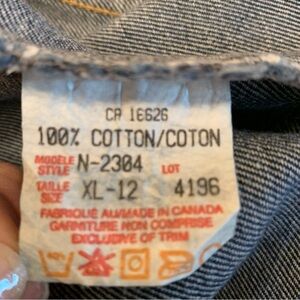 CA 16626
100% COTTON/COTON
MODELE STYLE N-2304 LOT
TAILLE SIZE XL-12 4196
FABRIQUE AU/MADE IN CANADA
GARNITURE NON COMPRISE
EXCLUSIVE OF TRIM